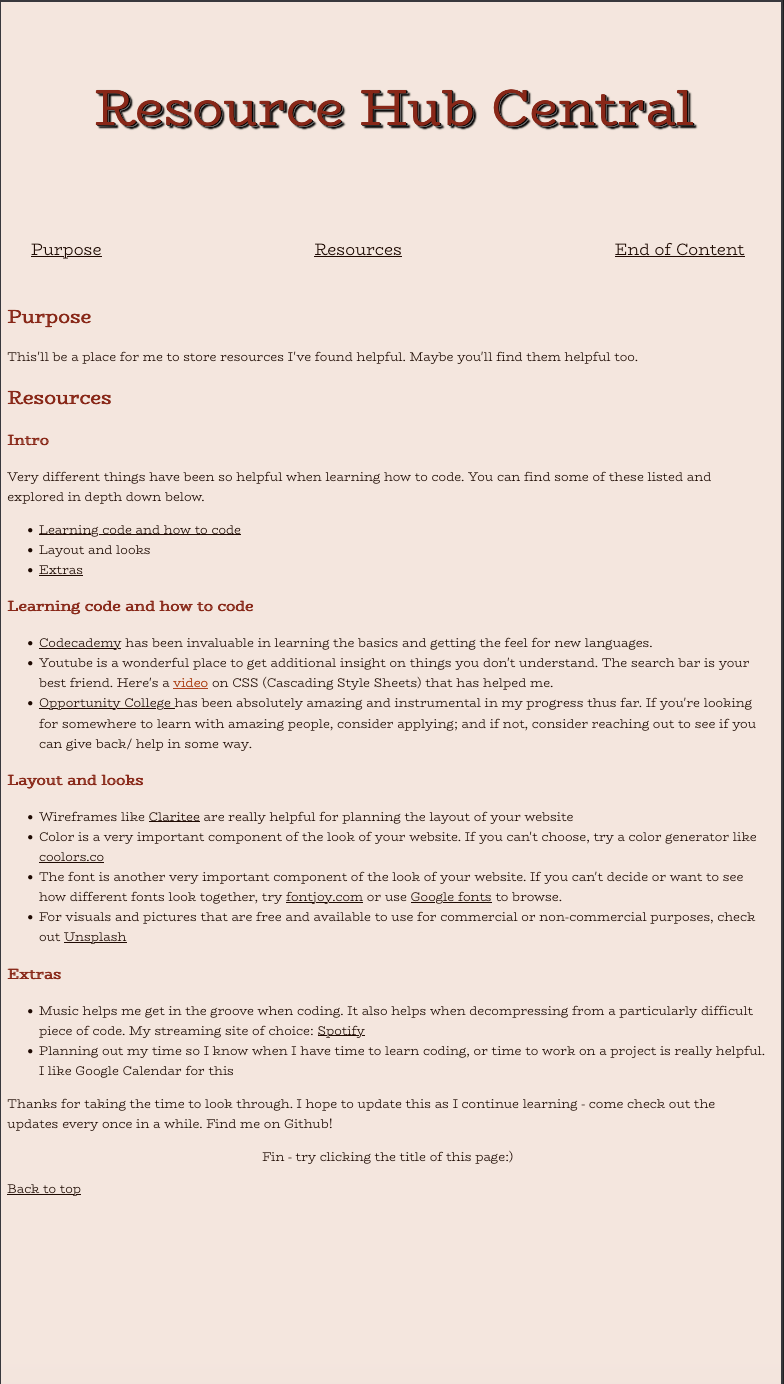 Resource Hub Central
Purpose
Resources
End of Content
Purpose
This'll be a place for me to store resources I've found helpful. Maybe you'll find them helpful too.
Resources
Intro
Very different things have been so helpful when learning how to code. You can find some of these listed and
explored in depth down below.
• Learning code and how to code
• Layout and looks
• Extras
Learning code and how to code
• Codecademy has been invaluable in learning the basics and getting the feel for new languages.
• Youtube is a wonderful place to get additional insight on things you don't understand. The search bar is your
best friend. Here's a video on CSS (Cascading Style Sheets) that has helped me.
• Opportunity College has been absolutely amazing and instrumental in my progress thus far. If you're looking
for somewhere to learn with amazing people, consider applying; and if not, consider reaching out to see if you
can give back/ help in some way.
Layout and looks
• Wireframes like Claritee are really helpful for planning the layout of your website
• Color is a very important component of the look of your website. If you can't choose, try a color generator like
coolors.co
• The font is another very important component of the look of your website. If you can't decide or want to see
how different fonts look together, try fontjoy.com or use Google fonts to browse.
• For visuals and pictures that are free and available to use for commercial or non-commercial purposes, check
out Unsplash
Extras
• Music helps me get in the groove when coding. It also helps when decompressing from a particularly difficult
piece of code. My streaming site of choice: Spotify
• Planning out my time so I know when I have time to learn coding, or time to work on a project is really helpful.
I like Google Calendar for this
Thanks for taking the time to look through. I hope to update this as I continue learning - come check out the
updates every once in a while. Find me on Github!
Fin - try clicking the title of this page:)
Back to top